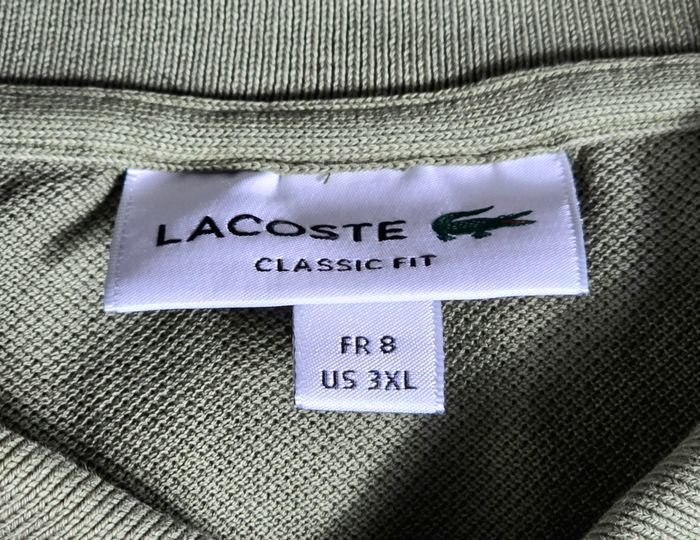 LACOSTE
CLASSIC FIT
FR 8
US 3XL